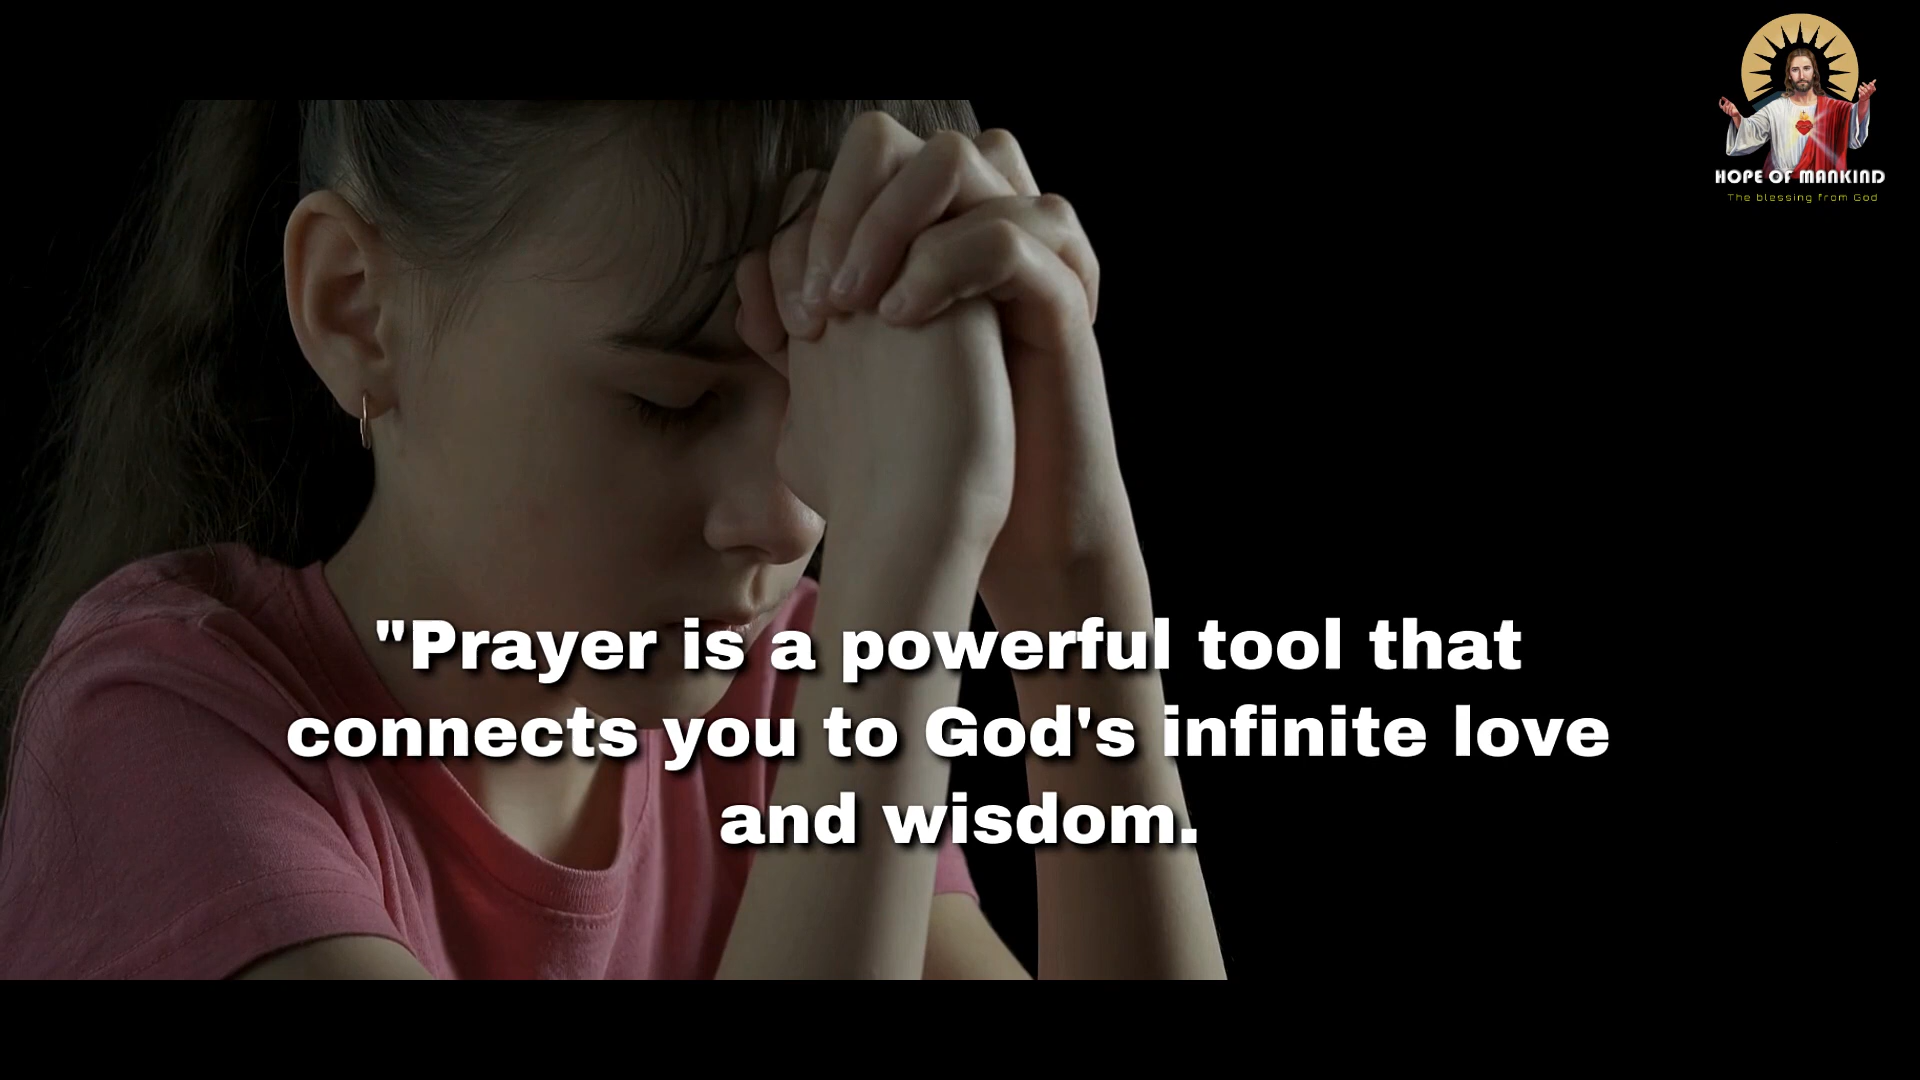 HOPE OF MANKIND
The blessing from God
"Prayer is a powerful tool that
connects you to God's infinite love
and wisdom.